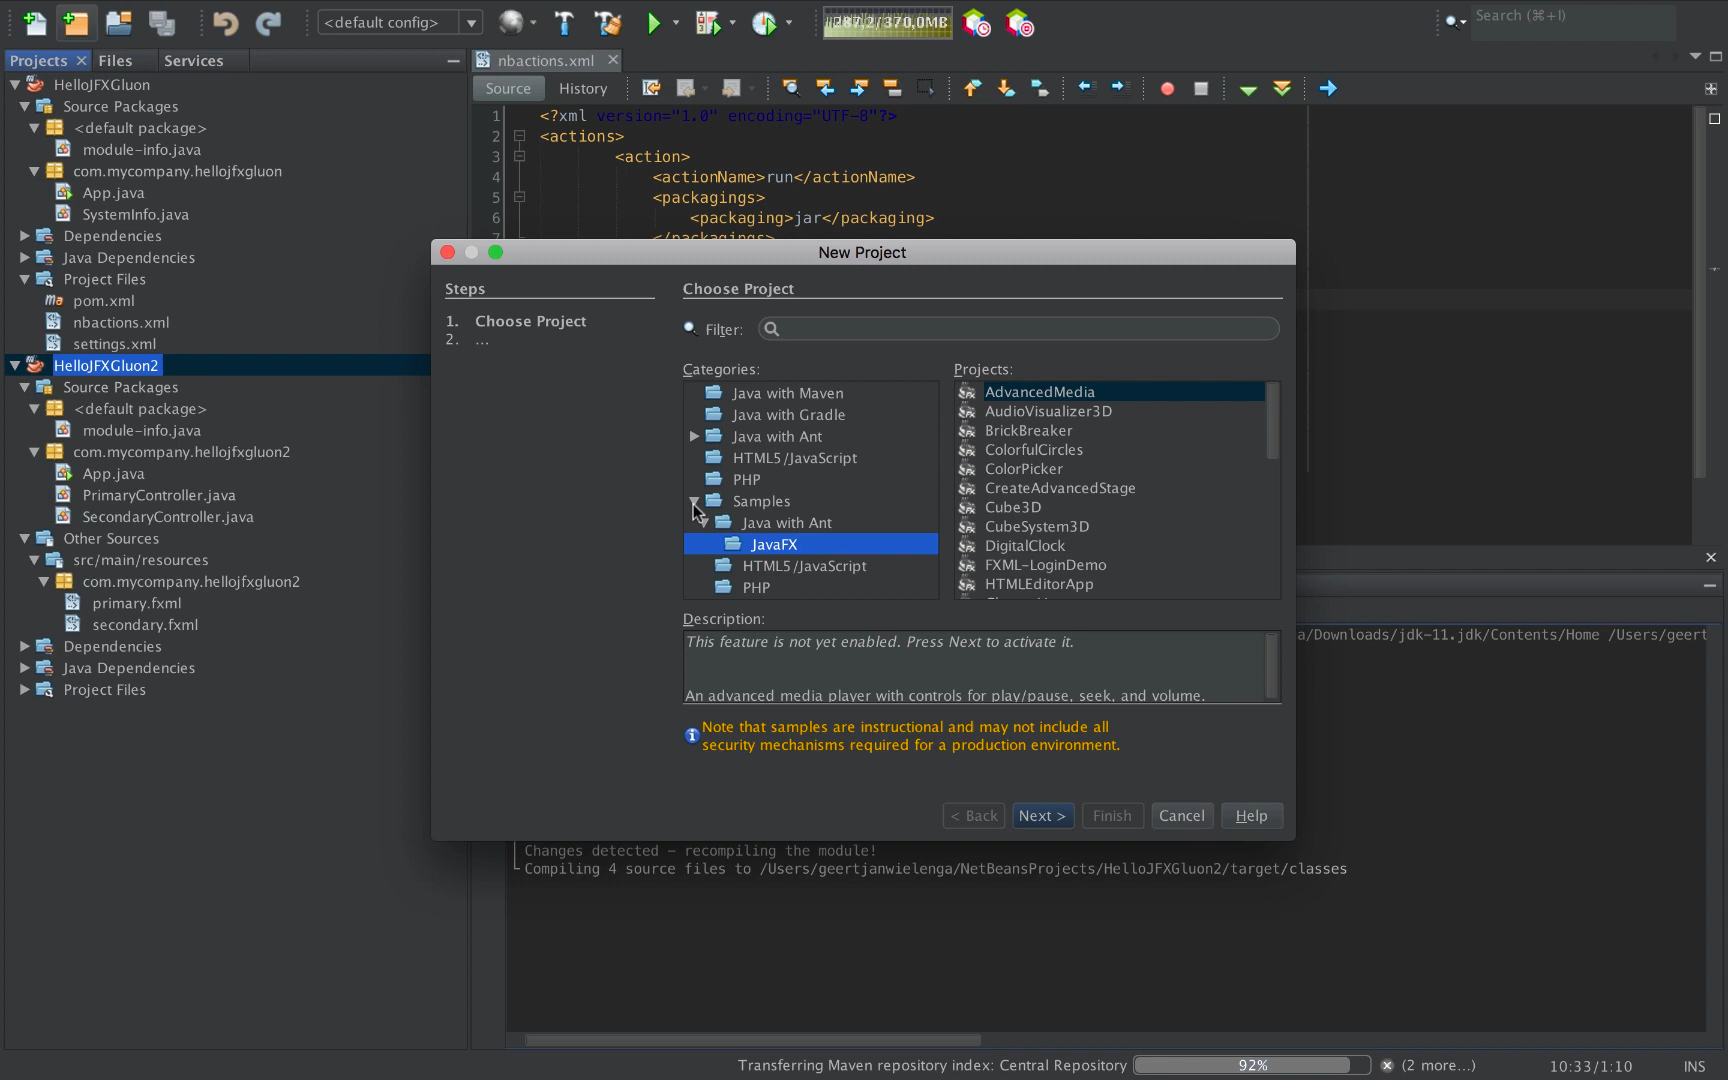 <default config>
287,2/370,0MB
Search (⌘+I)
Projects
Files
Services
HelloJFXGluon
Source Packages
<default package>
module-info.java
com.mycompany.hellojfxgluon
App.java
SystemInfo.java
Dependencies
Java Dependencies
Project Files
pom.xml
nbactions.xml
settings.xml
HelloJFXGluon2
Source Packages
<default package>
module-info.java
com.mycompany.hellojfxgluon2
App.java
PrimaryController.java
SecondaryController.java
Other Sources
src/main/resources
com.mycompany.hellojfxgluon2
primary.fxml
secondary.fxml
Dependencies
Java Dependencies
Project Files
nbactions.xml
Source
History
1 <?xml version="1.0" encoding="UTF-8"?>
2 <actions>
3 <action>
4 <actionName>run</actionName>
5 <packagings>
6 <packaging>jar</packaging>
7 </packagings>
New Project
Steps
1. Choose Project
2. ...
Choose Project
Filter:
Categories:
Java with Maven
Java with Gradle
Java with Ant
HTML5/JavaScript
PHP
Samples
Java with Ant
JavaFX
HTML5/JavaScript
PHP
Projects:
AdvancedMedia
AudioVisualizer3D
BrickBreaker
ColorfulCircles
ColorPicker
CreateAdvancedStage
Cube3D
CubeSystem3D
DigitalClock
FXML-LoginDemo
HTMLEditorApp
Description:
This feature is not yet enabled. Press Next to activate it.
An advanced media player with controls for play/pause, seek, and volume.
Note that samples are instructional and may not include all
security mechanisms required for a production environment.
< Back
Next >
Finish
Cancel
Help
a/Downloads/jdk-11.jdk/Contents/Home /Users/geert
Changes detected - recompiling the module!
Compiling 4 source files to /Users/geertjanwielenga/NetBeansProjects/HelloJFXGluon2/target/classes
Transferring Maven repository index: Central Repository
92%
(2 more...)
10:33/1:10
INS